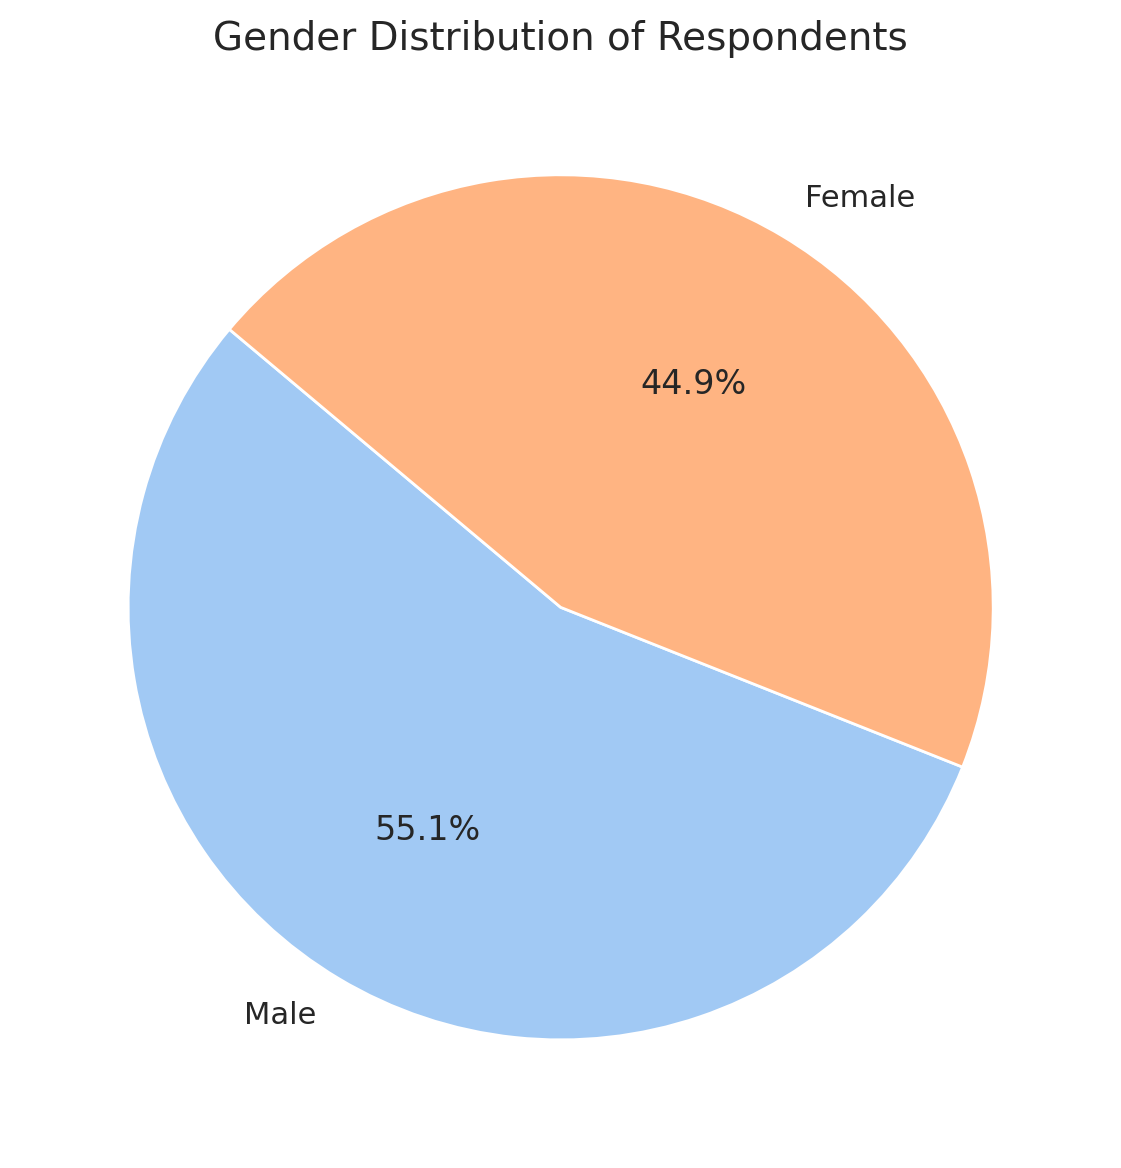 Gender Distribution of Respondents
Female
44.9%
55.1%
Male